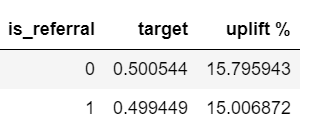 is_referral target uplift %
0 0.500544 15.795943
1 0.499449 15.006872